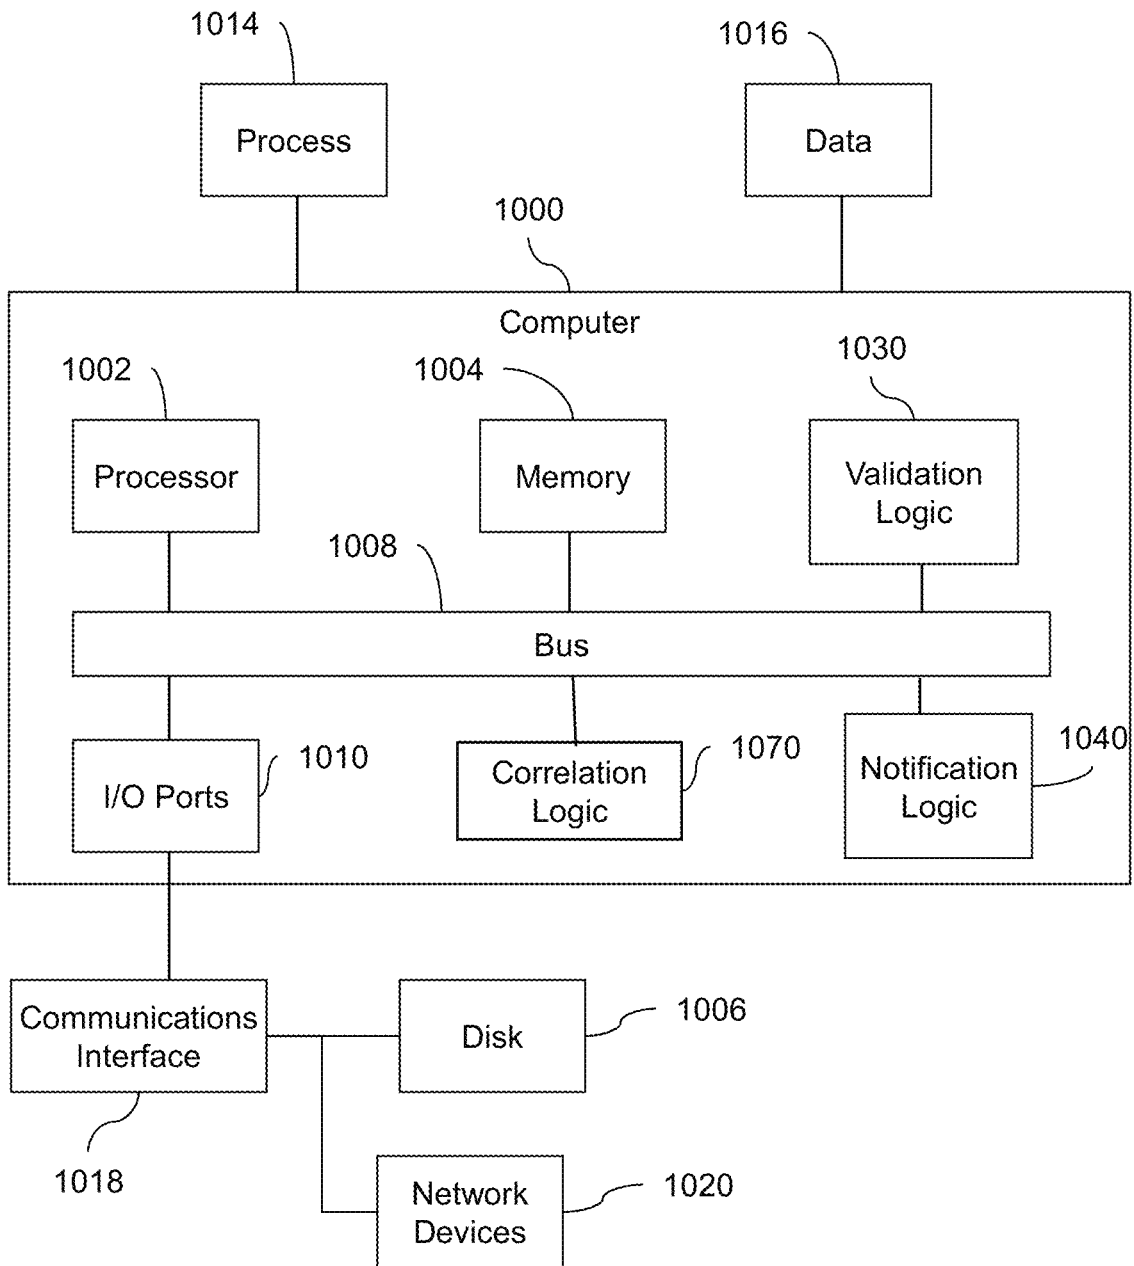 1014
1016
Process
Data
1000
Computer
1002
1004
1030
Processor
Memory
Validation
Logic
1008
Bus
1010
1070
1040
I/O Ports
Correlation
Logic
Notification
Logic
Communications
Interface
Disk
1006
1018
Network
Devices
1020